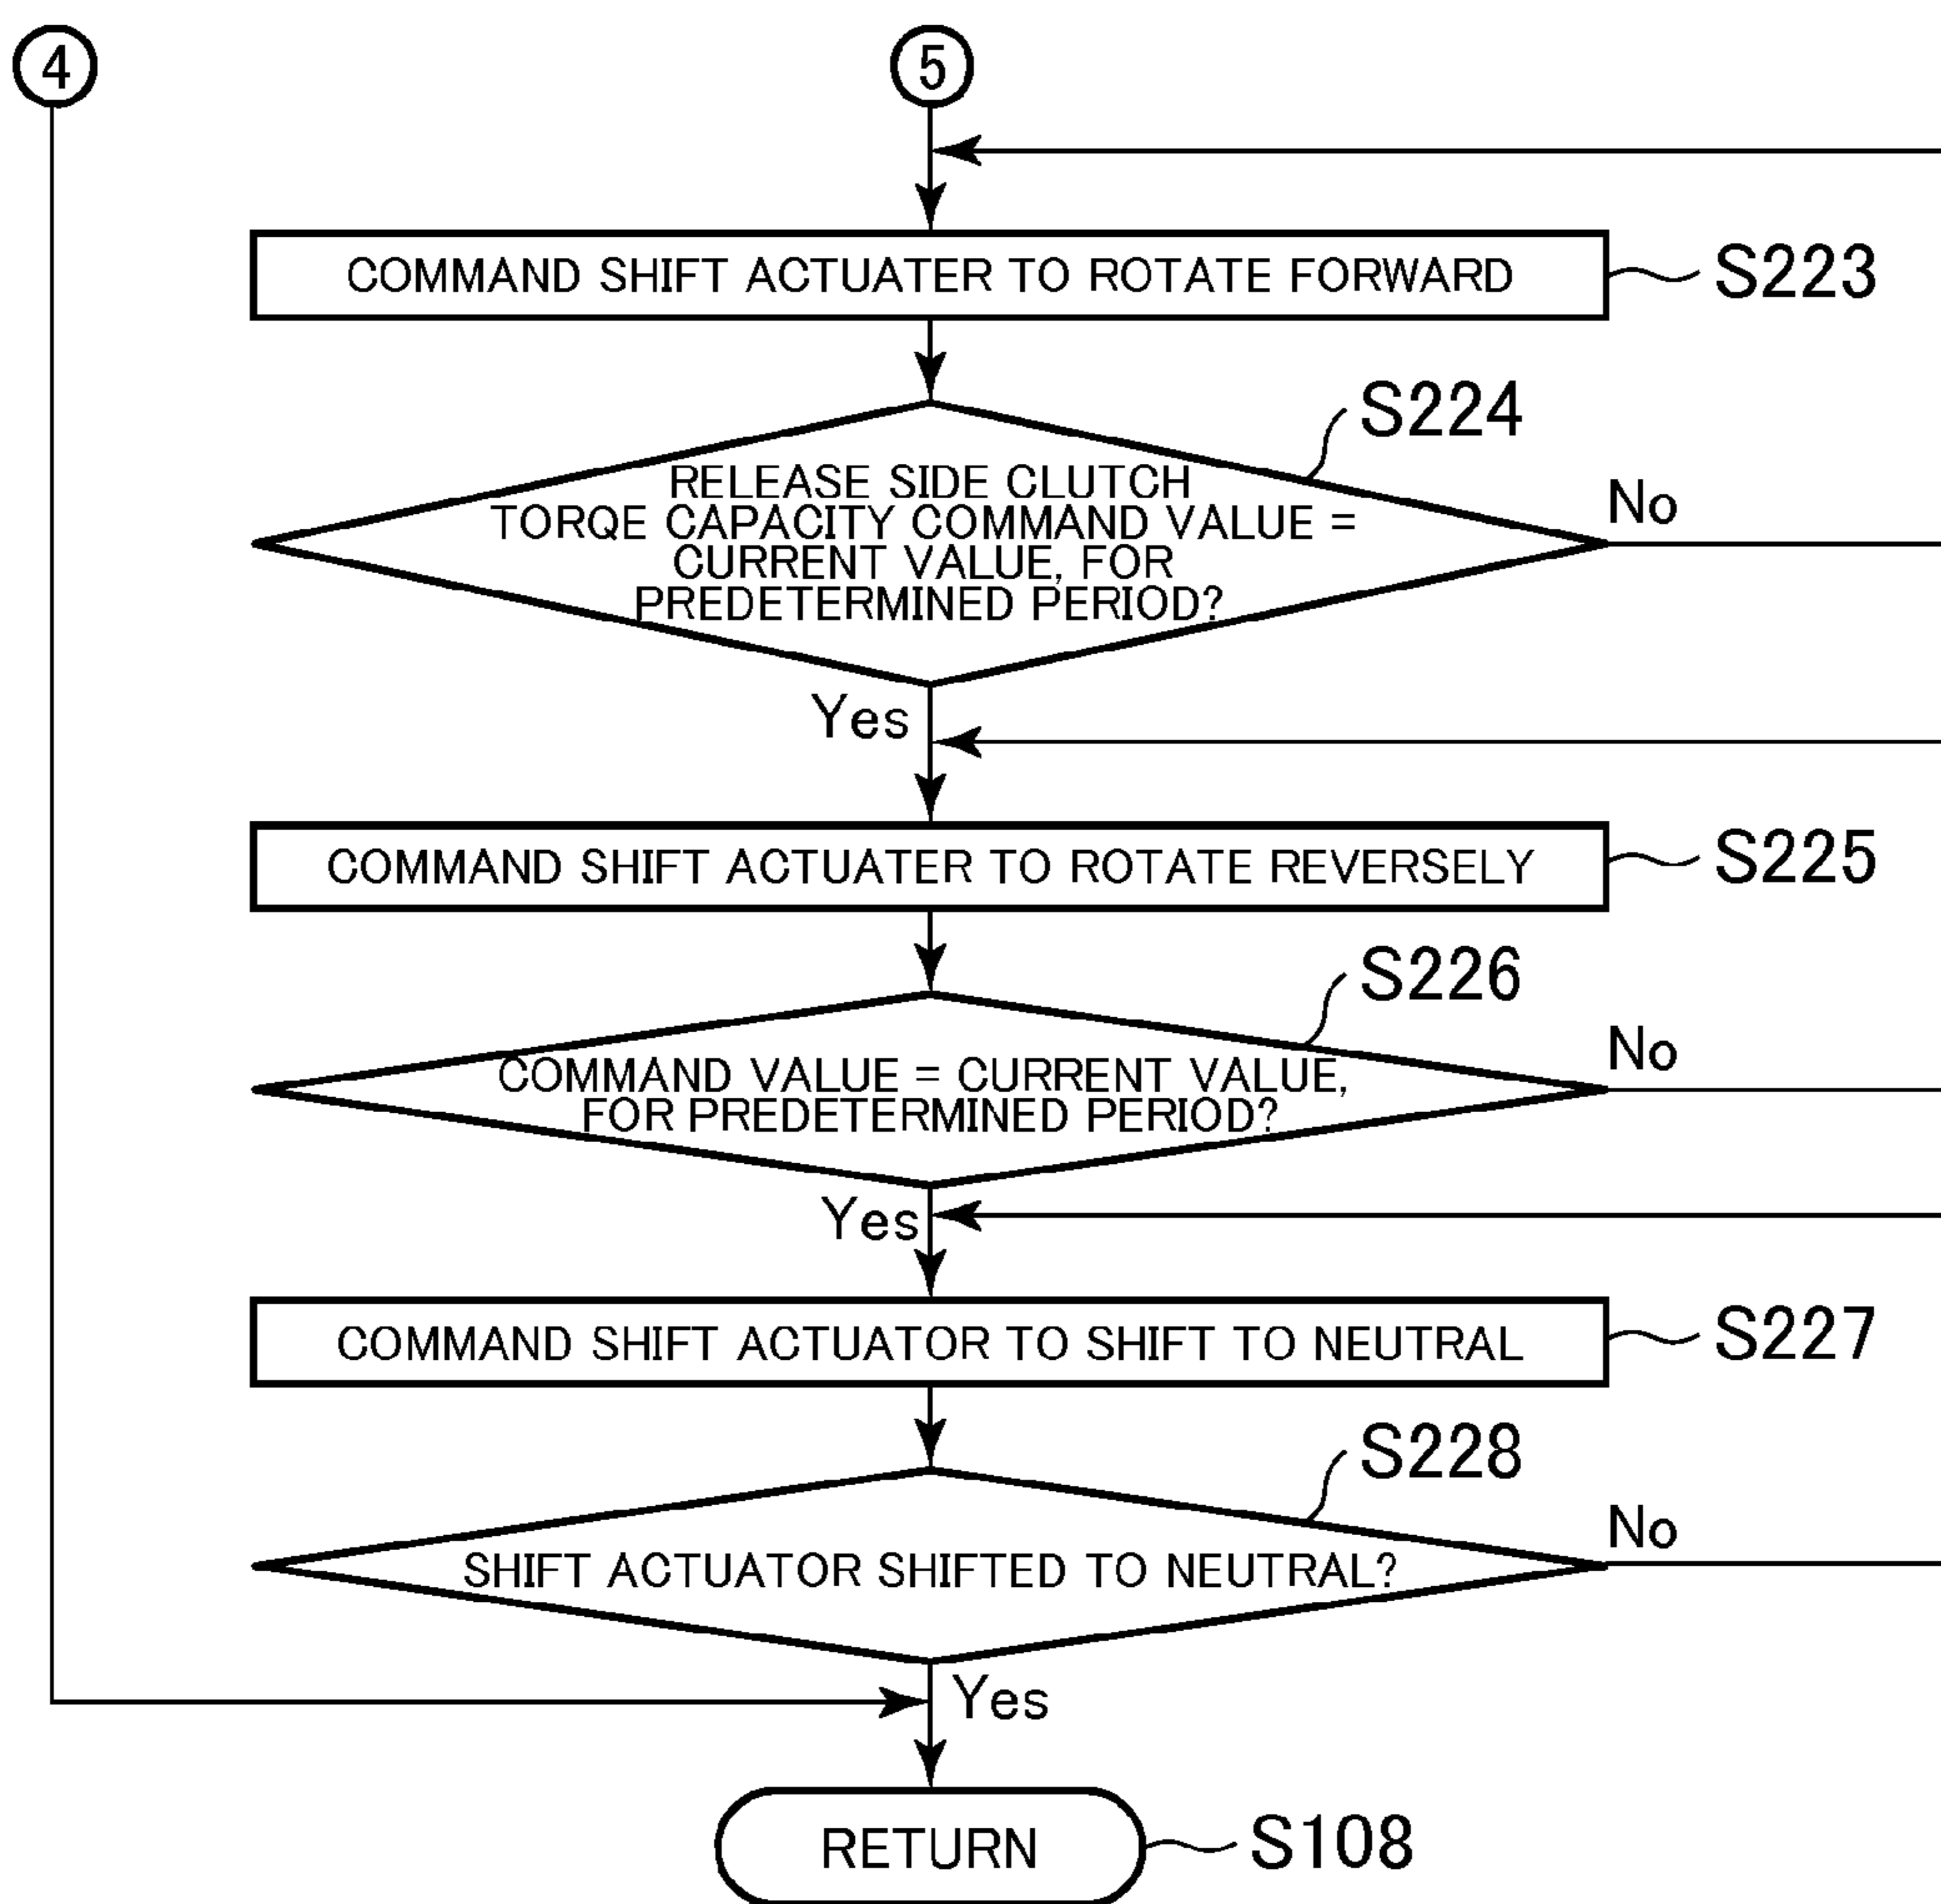 4
5
COMMAND SHIFT ACTUATER TO ROTATE FORWARD
S223
S224
RELEASE SIDE CLUTCH
TORQE CAPACITY COMMAND VALUE =
CURRENT VALUE, FOR
PREDETERMINED PERIOD?
No
Yes
COMMAND SHIFT ACTUATER TO ROTATE REVERSELY
S225
S226
COMMAND VALUE = CURRENT VALUE,
FOR PREDETERMINED PERIOD?
No
Yes
COMMAND SHIFT ACTUATOR TO SHIFT TO NEUTRAL
S227
S228
SHIFT ACTUATOR SHIFTED TO NEUTRAL?
No
Yes
RETURN
S108